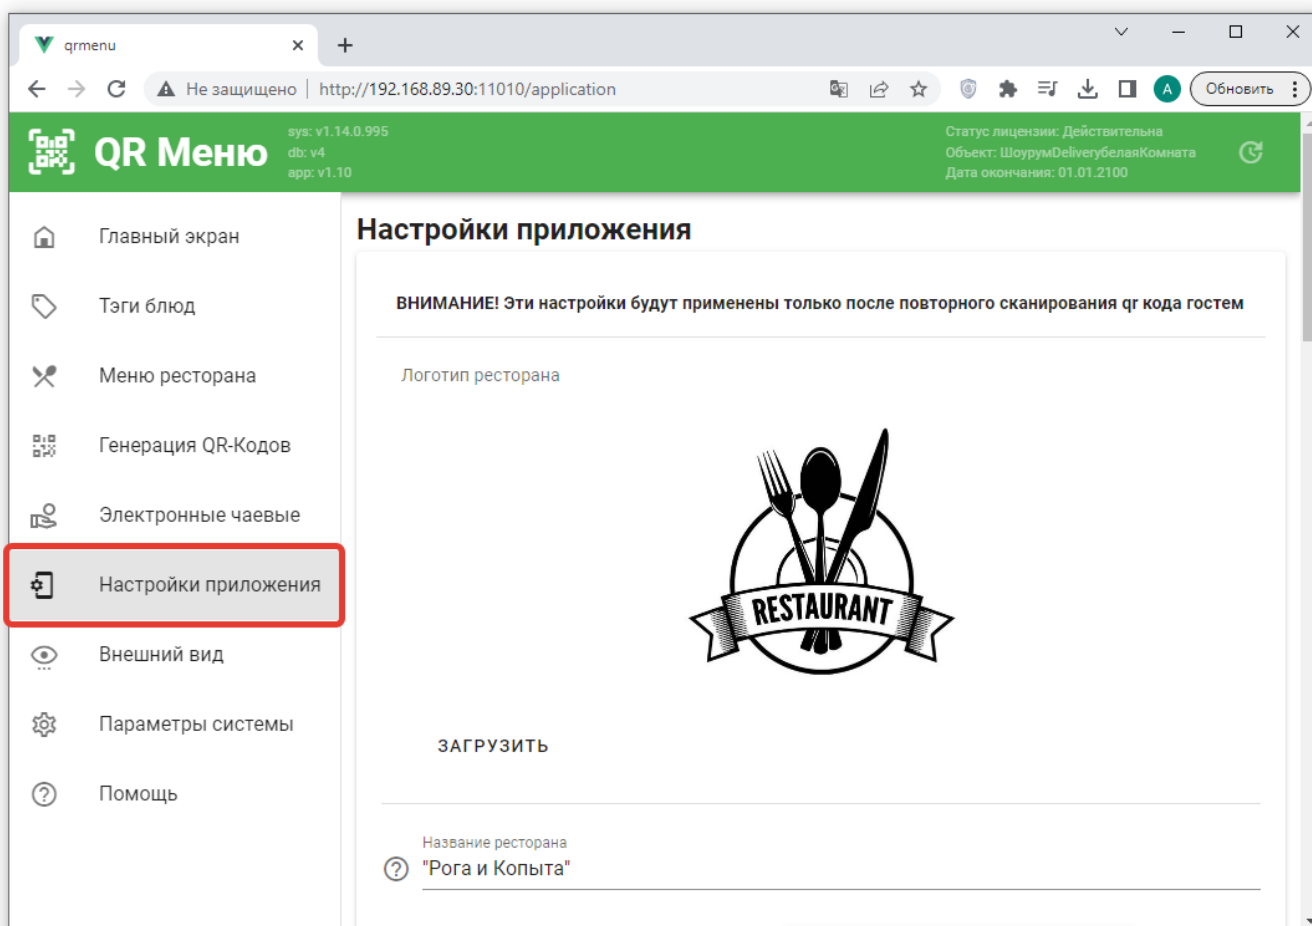 qrmenu
Не защищено
http://192.168.89.30:11010/application
A
Обновить
QR Меню
sys: v1.14.0.995
db: v4
app: v1.10
Статус лицензии: Действительна
Объект: ШоурумDeliveryбелаяКомната
Дата окончания: 01.01.2100
Главный экран
Тэги блюд
Меню ресторана
Генерация QR-Кодов
Электронные чаевые
Настройки приложения
Внешний вид
Параметры системы
Помощь
Настройки приложения
ВНИМАНИЕ! Эти настройки будут применены только после повторного сканирования qr кода гостем
Логотип ресторана
RESTAURANT
ЗАГРУЗИТЬ
Название ресторана
"Рога и Копыта"